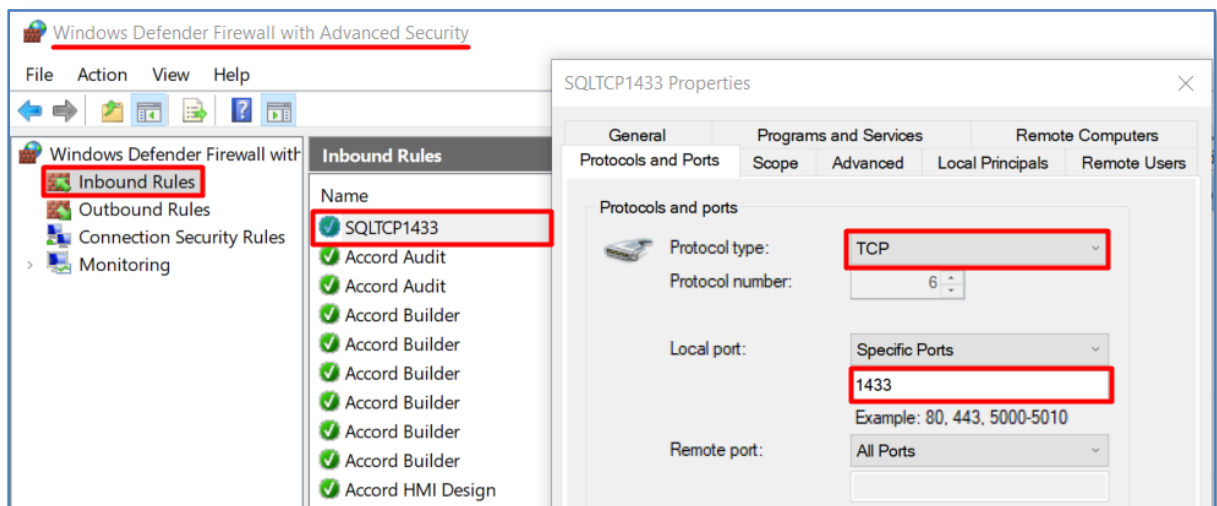 Windows Defender Firewall with Advanced Security
File Action View Help
Windows Defender Firewall with
Inbound Rules
Outbound Rules
Connection Security Rules
Monitoring
Inbound Rules
Name
SQLTCP1433
Accord Audit
Accord Audit
Accord Builder
Accord Builder
Accord Builder
Accord Builder
Accord Builder
Accord Builder
Accord HMI Design
SQLTCP1433 Properties
General Programs and Services Remote Computers
Protocols and Ports Scope Advanced Local Principals Remote Users
Protocols and ports
Protocol type: TCP
Protocol number: 6
Local port: Specific Ports
1433
Example: 80, 443, 5000-5010
Remote port: All Ports